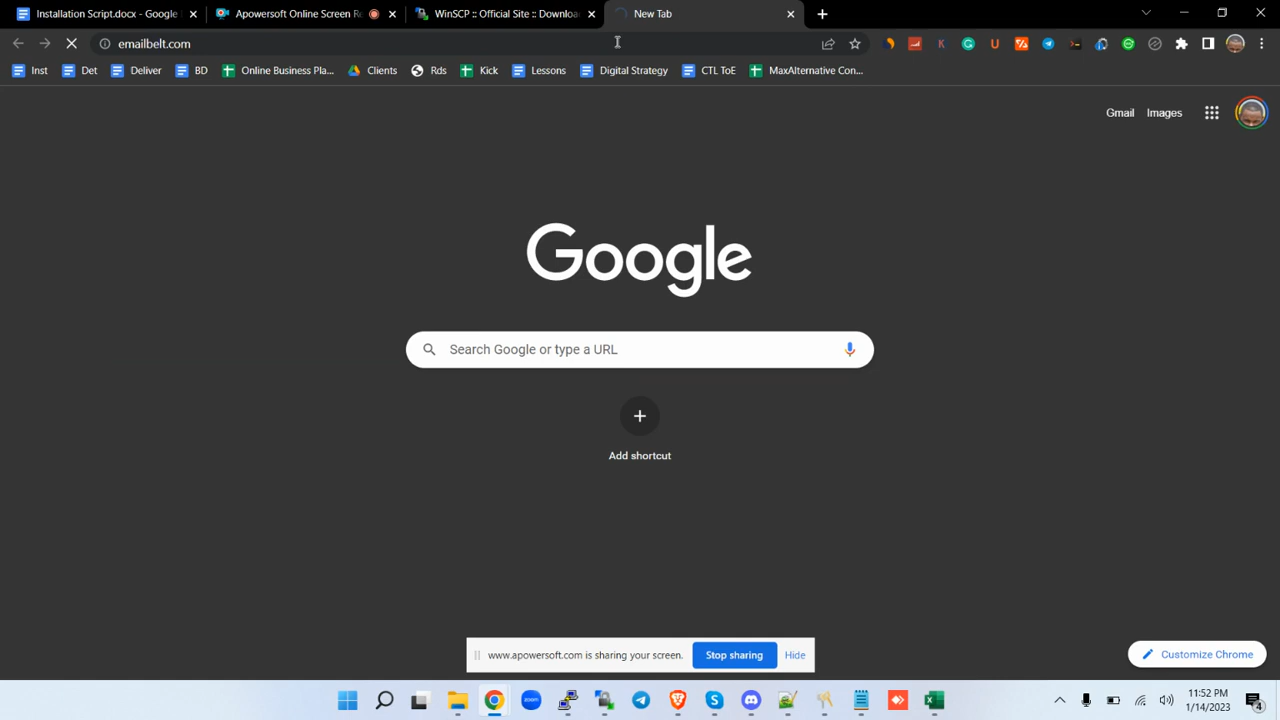 Installation Script.docx - Google
Apowersoft Online Screen Re
WinSCP :: Official Site :: Downloa
New Tab
emailbelt.com
Inst
Det
Deliver
BD
Online Business Pla...
Clients
Rds
Kick
Lessons
Digital Strategy
CTL ToE
MaxAlternative Con...
Gmail
Images
Google
Search Google or type a URL
Add shortcut
www.apowersoft.com is sharing your screen.
Stop sharing
Hide
Customize Chrome
zoom
11:52 PM
1/14/2023
4